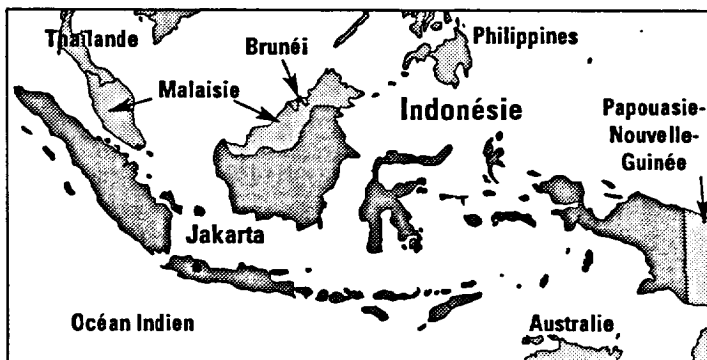 Thaïlande
Philippines
Brunéi
Malaisie
Indonésie
Papouasie-
Nouvelle-
Guinée
Jakarta
Océan Indien
Australie